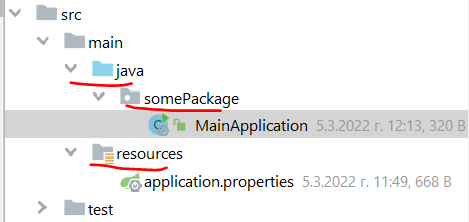 src
main
java
somePackage
MainApplication 5.3.2022 г. 12:13, 320 B
resources
application.properties 5.3.2022 г. 11:49, 668 B
test